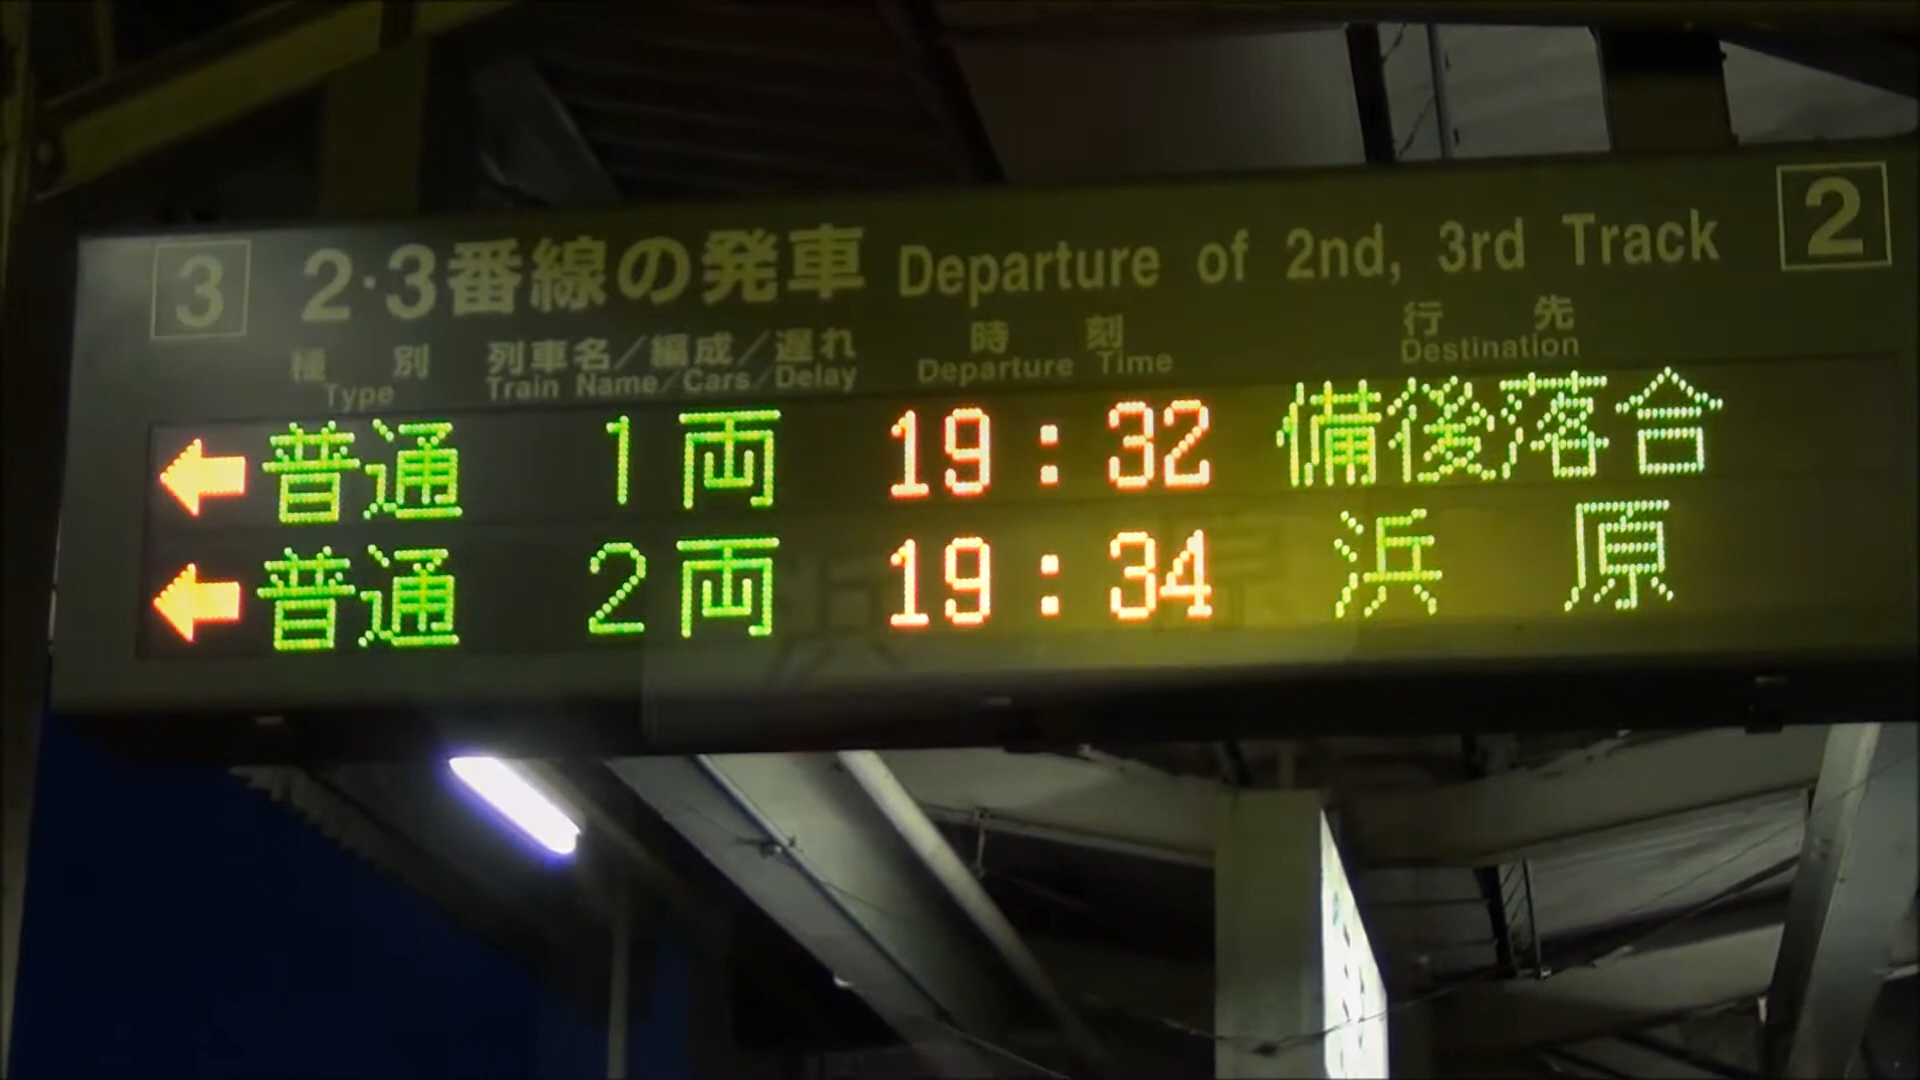 3 2·3番線の発車 Departure of 2nd, 3rd Track 2
種別 列車名/編成/遅れ 時刻 行先
Type Train Name/Cars/Delay Departure Time Destination
←普通 1両 19:32 備後落合
←普通 2両 19:34 浜原